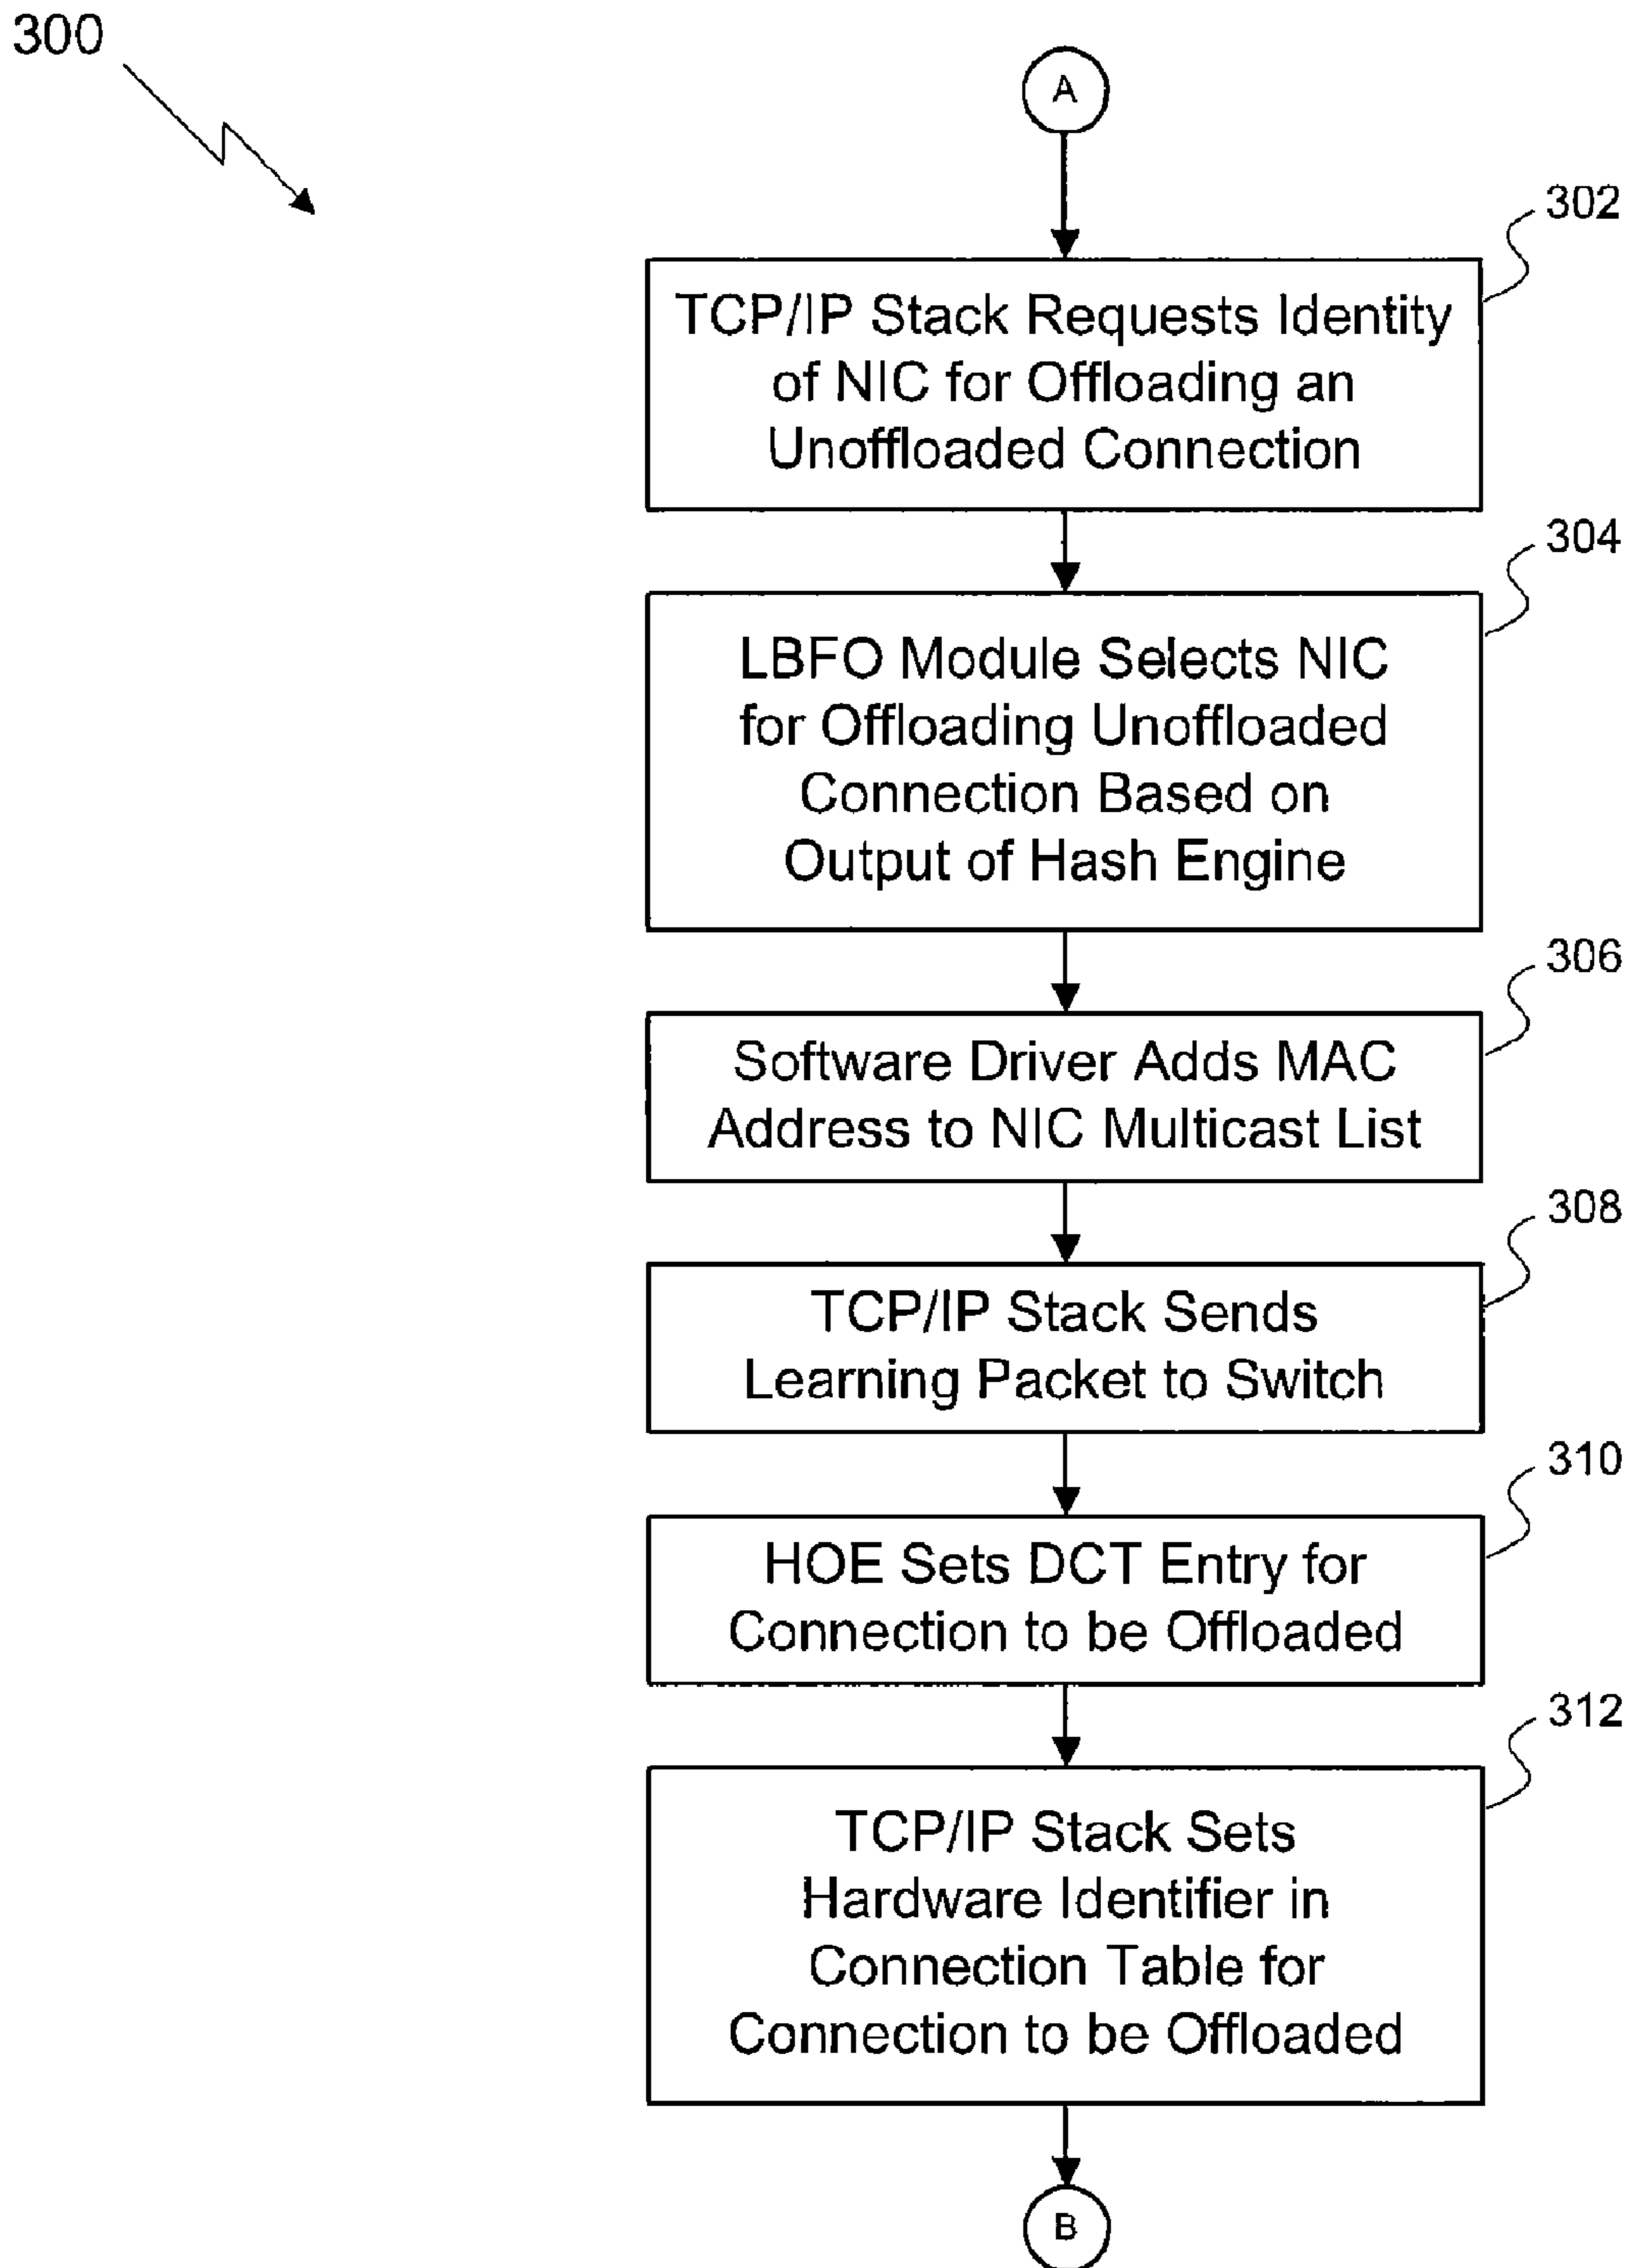 300
A
302
TCP/IP Stack Requests Identity
of NIC for Offloading an
Unoffloaded Connection
304
LBFO Module Selects NIC
for Offloading Unoffloaded
Connection Based on
Output of Hash Engine
306
Software Driver Adds MAC
Address to NIC Multicast List
308
TCP/IP Stack Sends
Learning Packet to Switch
310
HOE Sets DCT Entry for
Connection to be Offloaded
312
TCP/IP Stack Sets
Hardware Identifier in
Connection Table for
Connection to be Offloaded
B